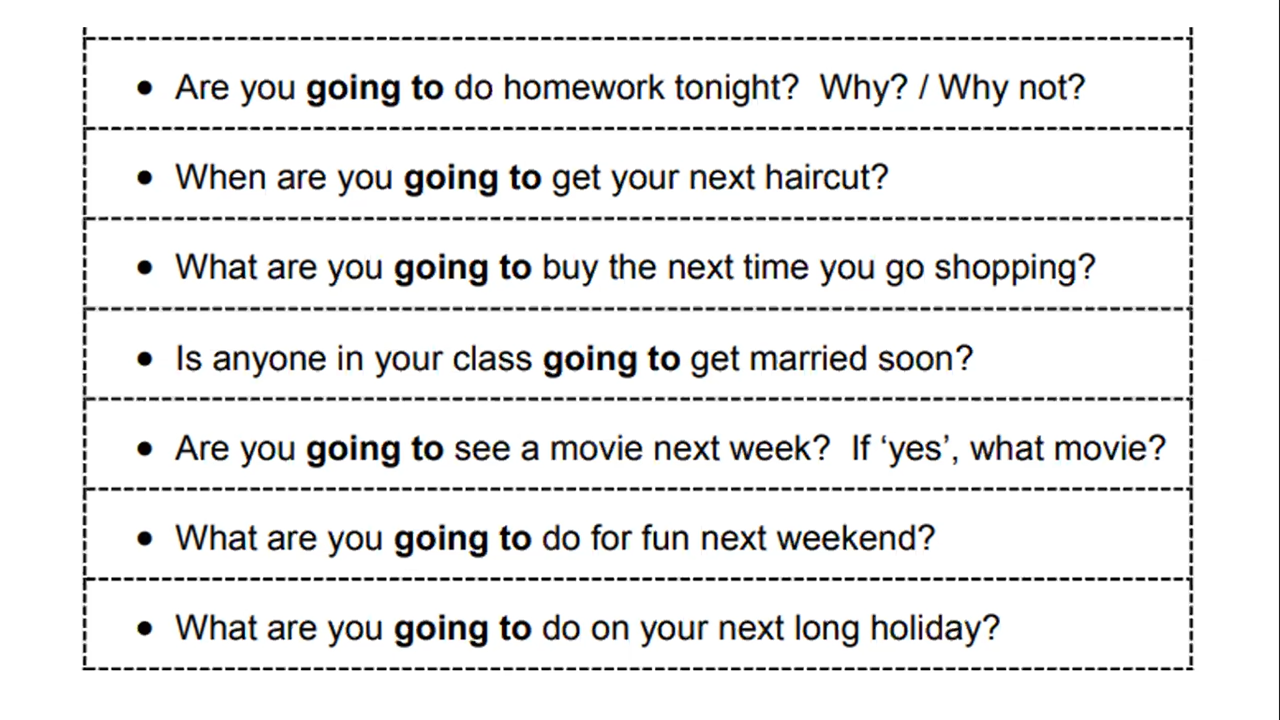 • Are you going to do homework tonight?  Why? / Why not?
• When are you going to get your next haircut?
• What are you going to buy the next time you go shopping?
• Is anyone in your class going to get married soon?
• Are you going to see a movie next week?  If ‘yes’, what movie?
• What are you going to do for fun next weekend?
• What are you going to do on your next long holiday?